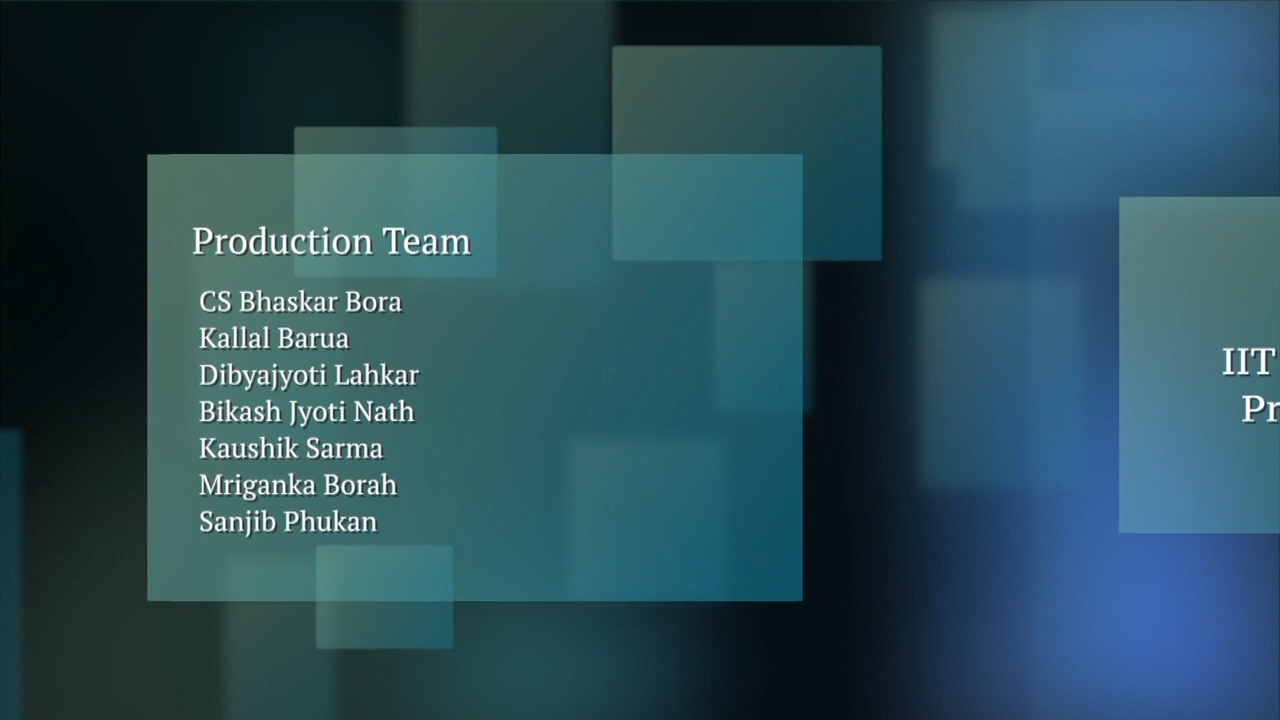 Production Team
CS Bhaskar Bora
Kallal Barua
Dibyajyoti Lahkar
Bikash Jyoti Nath
Kaushik Sarma
Mriganka Borah
Sanjib Phukan
IIT